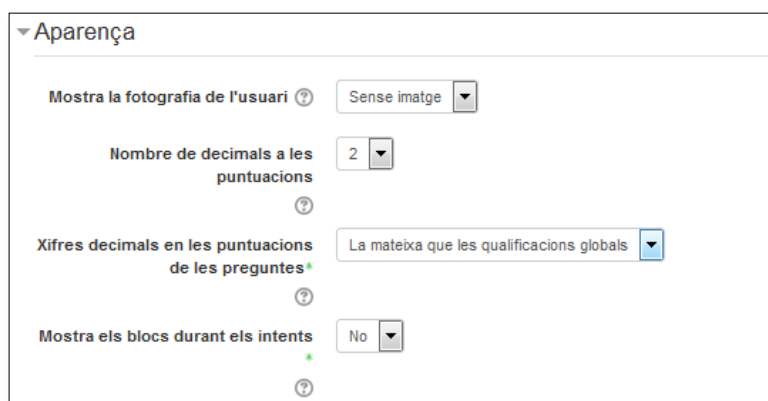 Aparença
Mostra la fotografia de l'usuari
Sense imatge
Nombre de decimals a les
puntuacions
2
Xifres decimals en les puntuacions
de les preguntes*
La mateixa que les qualificacions globals
Mostra els blocs durant els intents
*
No